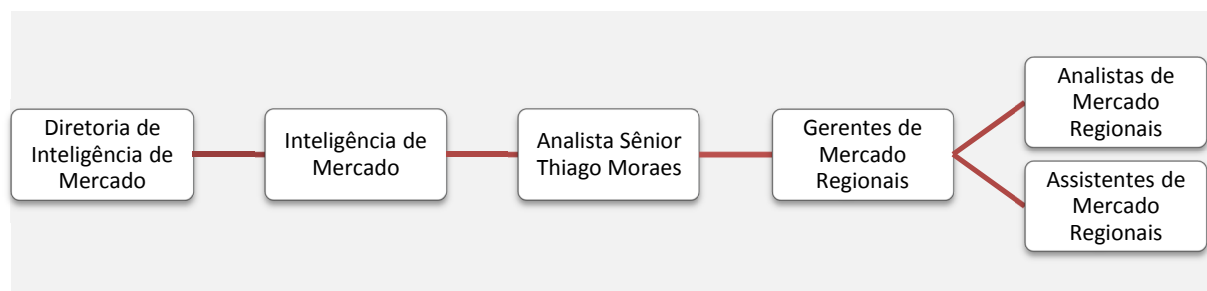 Diretoria de
Inteligência de
Mercado
Inteligência de
Mercado
Analista Sênior
Thiago Moraes
Gerentes de
Mercado
Regionais
Analistas de
Mercado
Regionais
Assistentes de
Mercado
Regionais